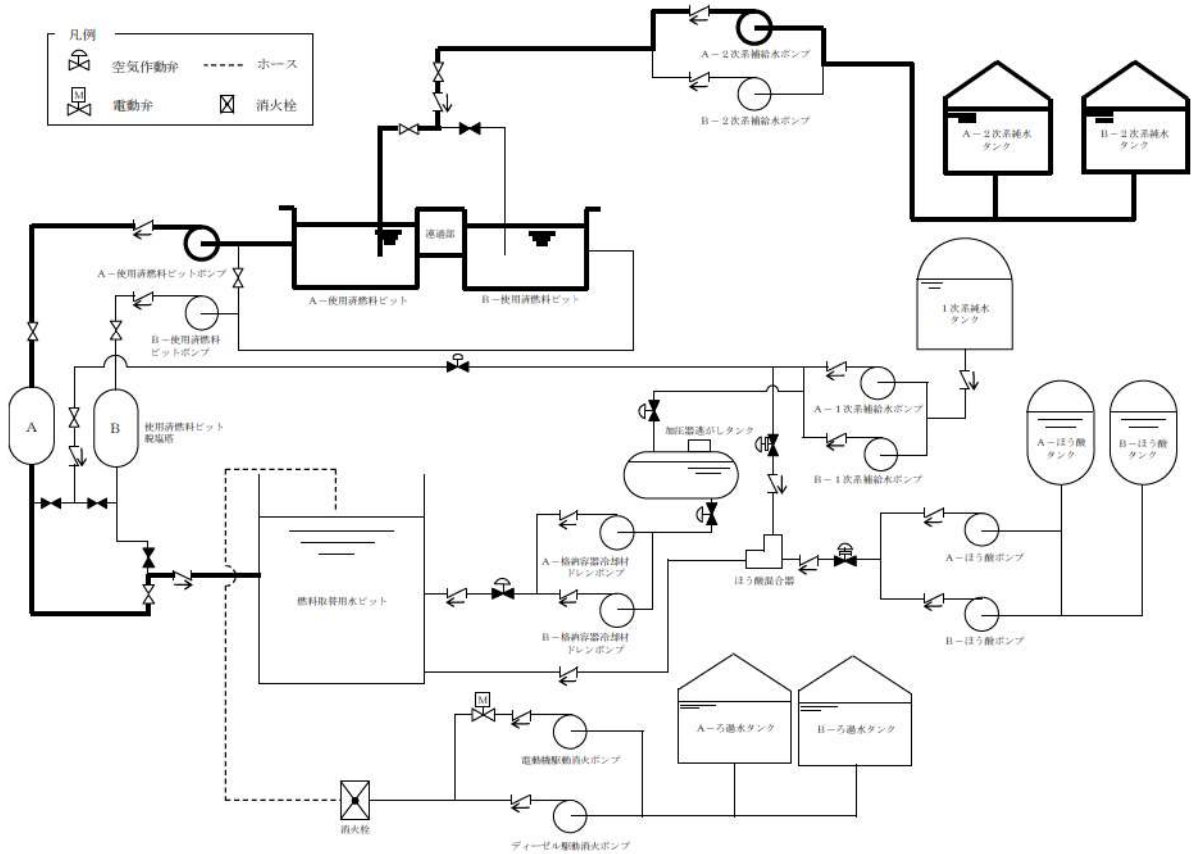 凡例
空気作動弁
ホース
M
電動弁
消火栓
A－2次系補給水ポンプ
B－2次系補給水ポンプ
A－2次系純水
タンク
B－2次系純水
タンク
連通部
A－使用済燃料ピットポンプ
A－使用済燃料ピット
B－使用済燃料ピット
B－使用済燃料
ピットポンプ
1次系純水
タンク
A
B
使用済燃料ピット
脱塩塔
A－1次系補給水ポンプ
B－1次系補給水ポンプ
加圧器逃がしタンク
A－ほう酸
タンク
B－ほう酸
タンク
A－格納容器冷却材
ドレンポンプ
B－格納容器冷却材
ドレンポンプ
ほう酸混合器
A－ほう酸ポンプ
B－ほう酸ポンプ
燃料取替用水ピット
M
電動機駆動消火ポンプ
A－ろ過水タンク
B－ろ過水タンク
消火栓
ディーゼル駆動消火ポンプ